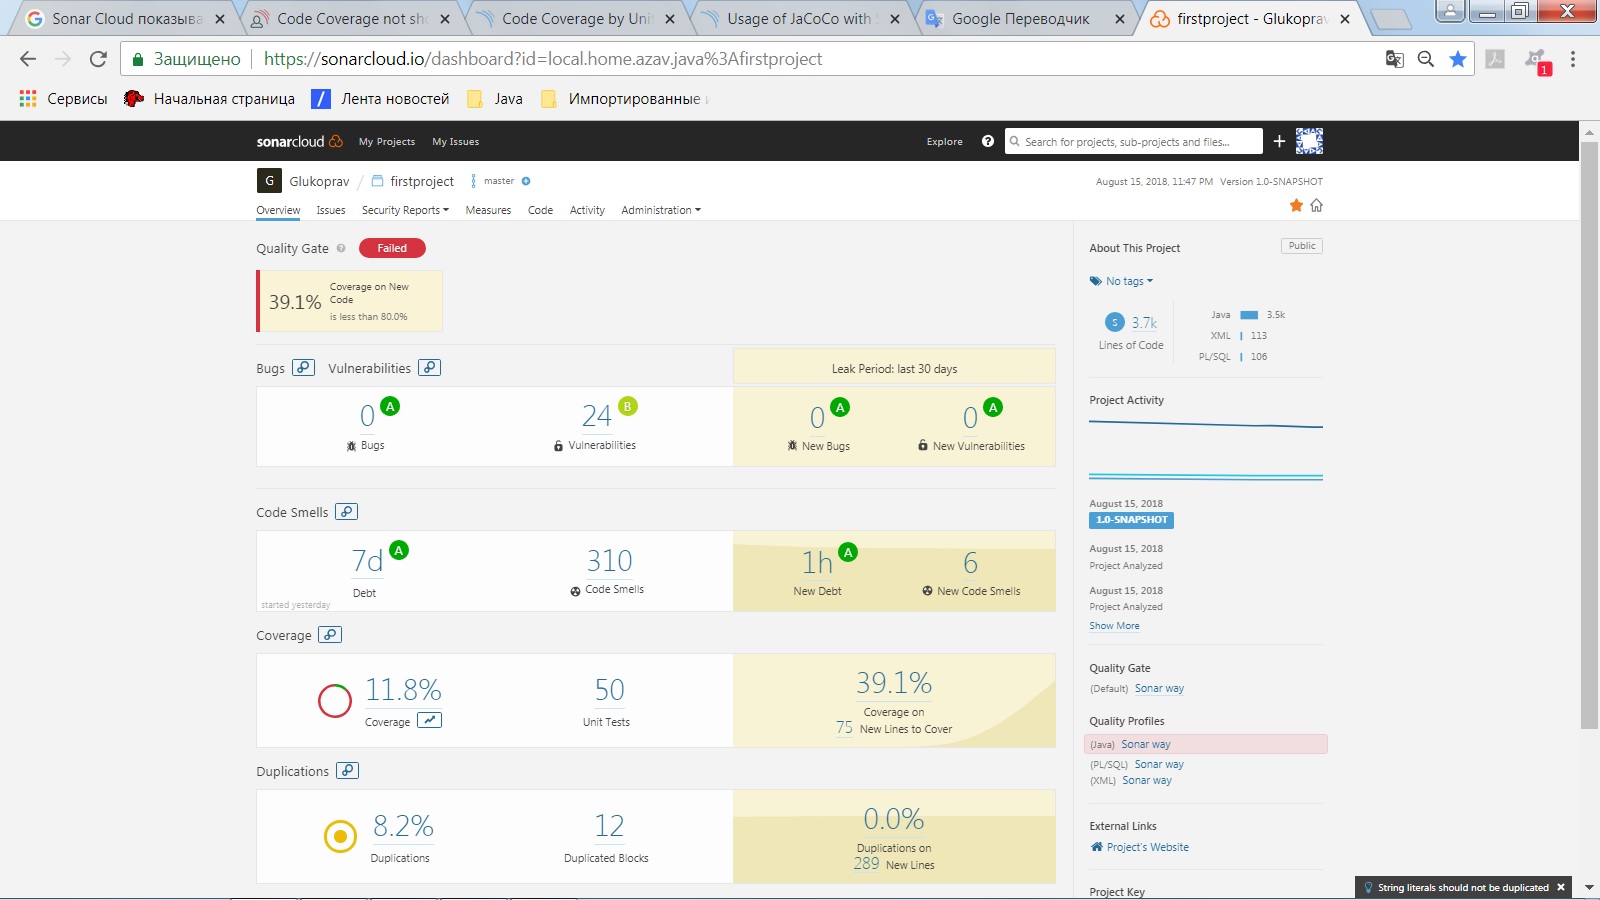 Sonar Cloud показыва
Code Coverage not sh
Code Coverage by Uni
Usage of JaCoCo with
Google Переводчик
firstproject - Glukoprav
Защищено
https://sonarcloud.io/dashboard?id=local.home.azav.java%3Afirstproject
1
Сервисы
Начальная страница
Лента новостей
Java
Импортированные
sonarcloud
My Projects
My Issues
Explore
Search for projects, sub-projects and files...
G
Glukoprav / firstproject
master
August 15, 2018, 11:47 PM Version 1.0-SNAPSHOT
Overview
Issues
Security Reports
Measures
Code
Activity
Administration
Quality Gate
Failed
39.1%
Coverage on New
Code
is less than 80.0%
Bugs
Vulnerabilities
Leak Period: last 30 days
0 A
Bugs
24 B
Vulnerabilities
0 A
New Bugs
0 A
New Vulnerabilities
Code Smells
7d A
Debt
started yesterday
310
Code Smells
1h A
New Debt
6
New Code Smells
Coverage
11.8%
Coverage
50
Unit Tests
39.1%
Coverage on
75 New Lines to Cover
Duplications
8.2%
Duplications
12
Duplicated Blocks
0.0%
Duplications on
289 New Lines
About This Project
Public
No tags
S 3.7k
Lines of Code
Java 3.5k
XML 113
PL/SQL 106
Project Activity
August 15, 2018
1.0-SNAPSHOT
August 15, 2018
Project Analyzed
August 15, 2018
Project Analyzed
Show More
Quality Gate
(Default) Sonar way
Quality Profiles
(Java) Sonar way
(PL/SQL) Sonar way
(XML) Sonar way
External Links
Project's Website
Project Key
String literals should not be duplicated